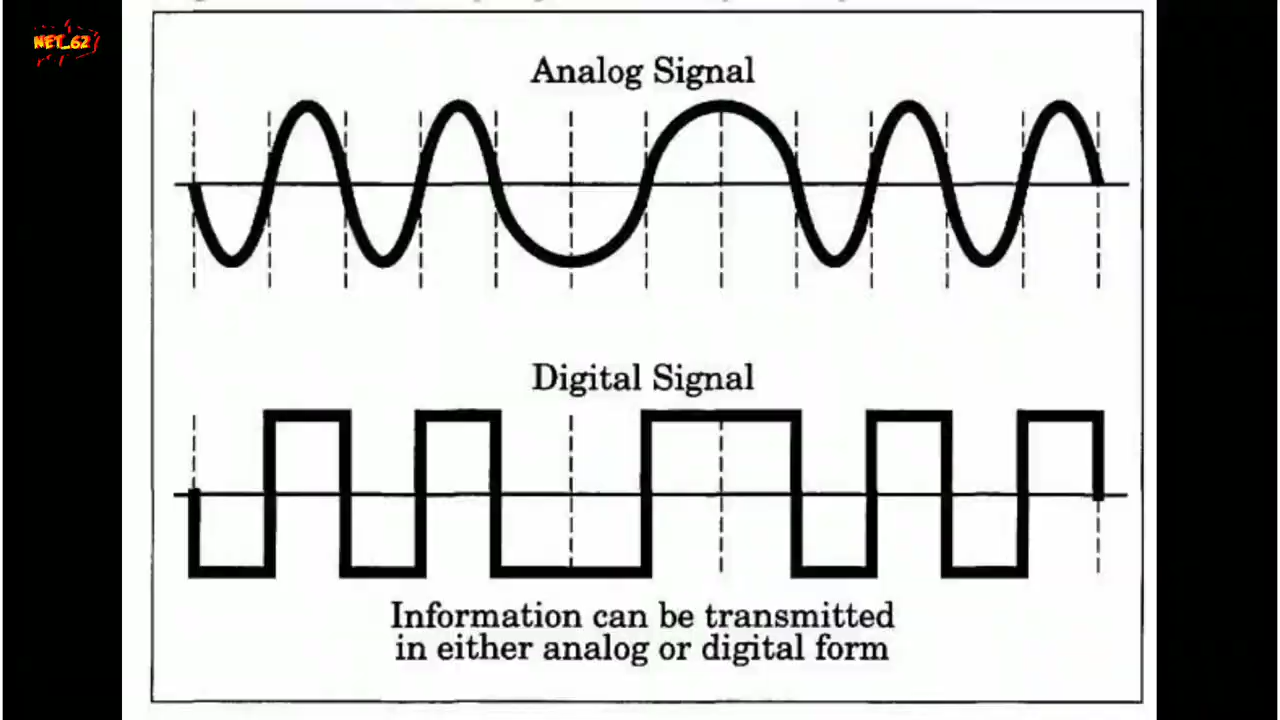 NET_62
Analog Signal
Digital Signal
Information can be transmitted
in either analog or digital form